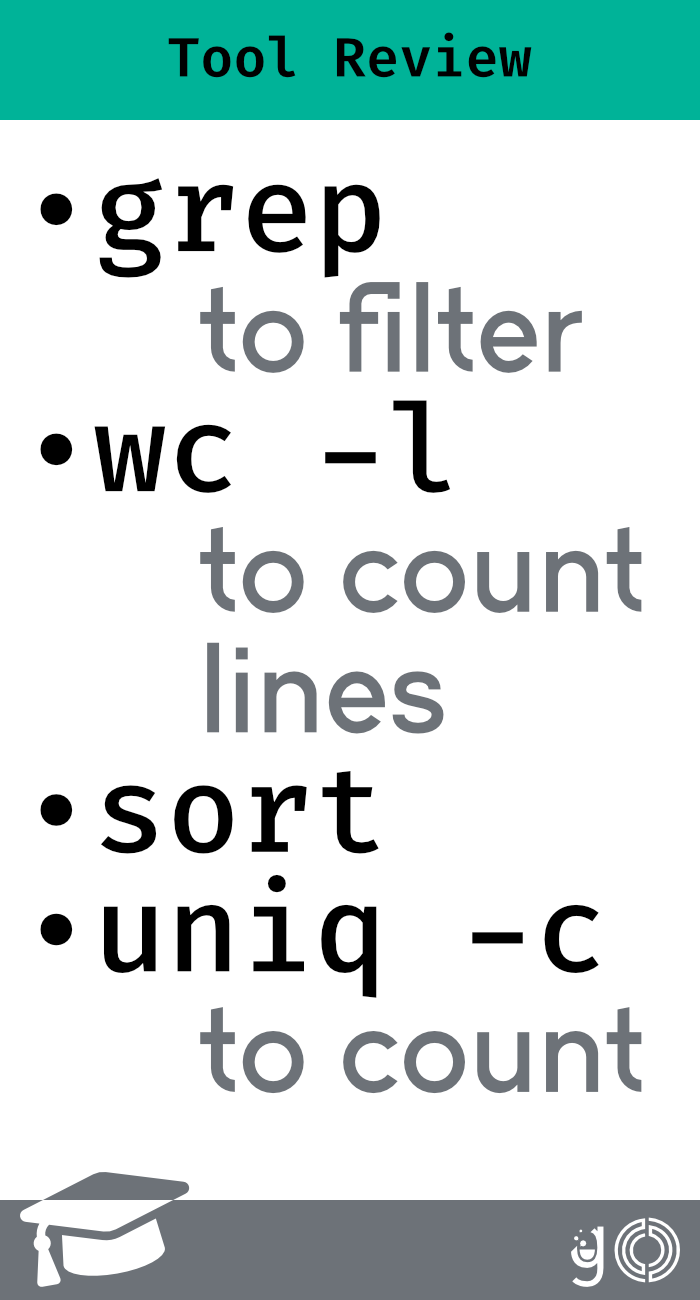 Tool Review
•grep
to filter
•wc -l
to count
lines
•sort
•uniq -c
to count
g